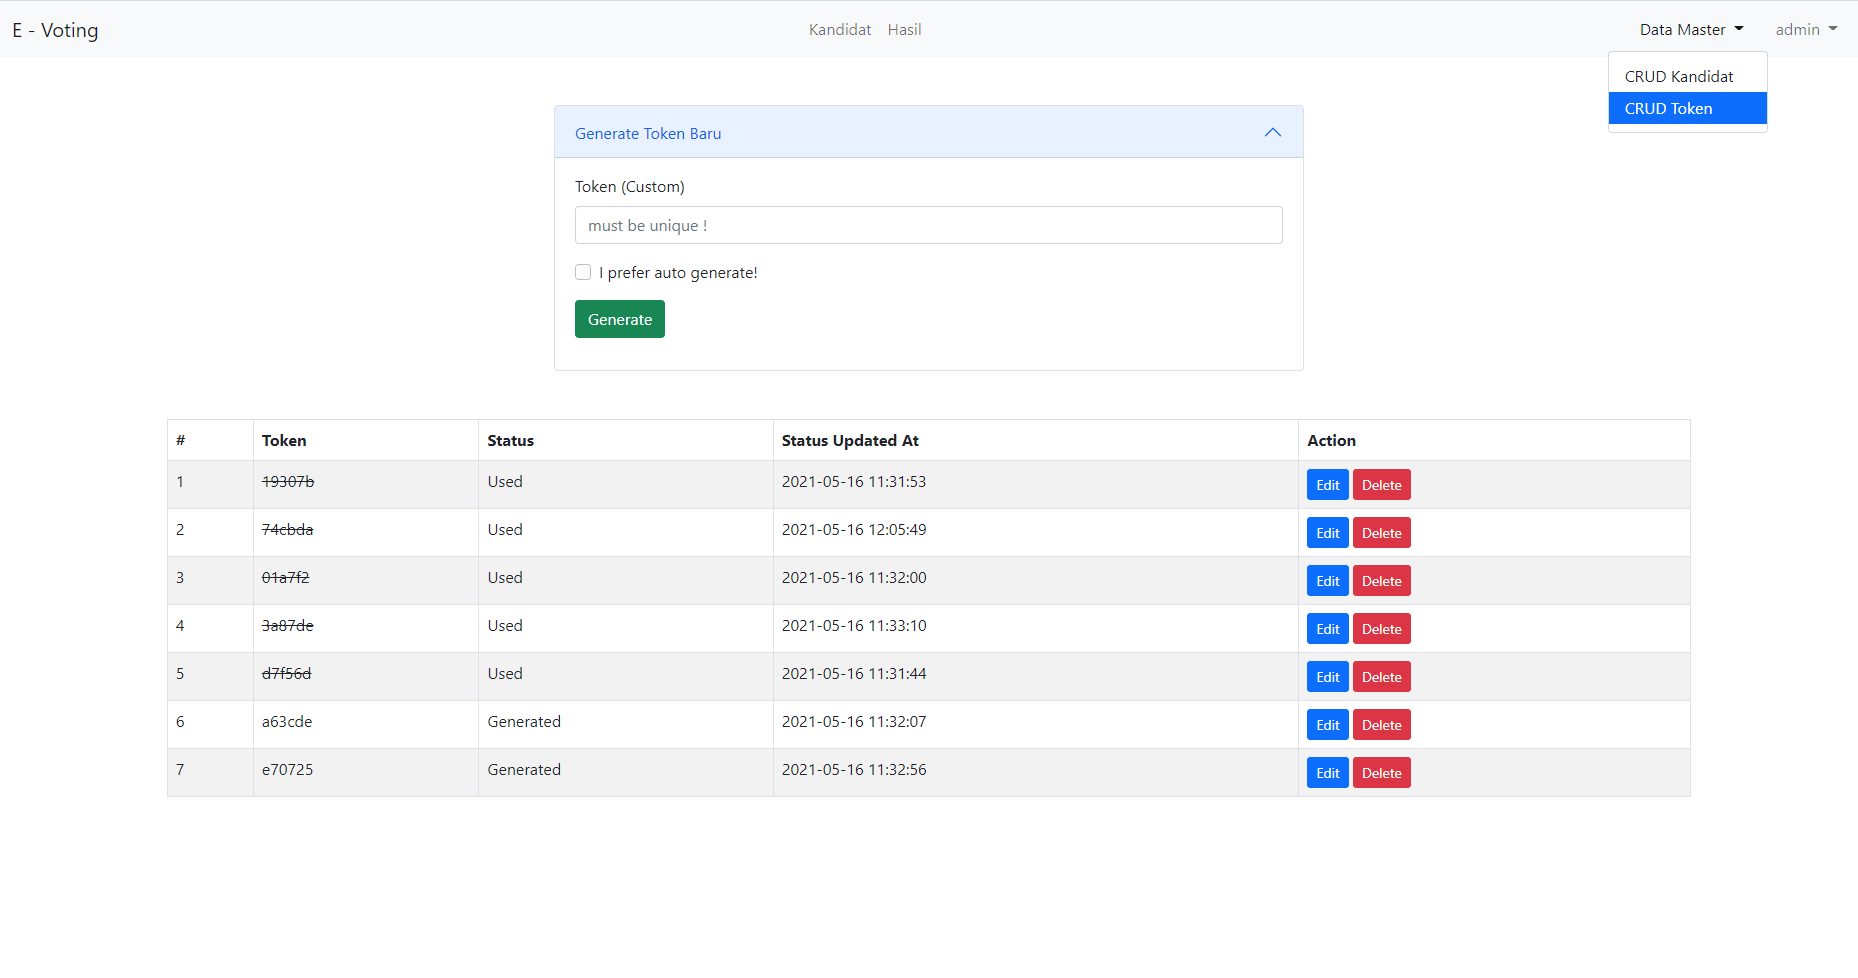 E - Voting Kandidat Hasil Data Master admin
CRUD Kandidat
CRUD Token
Generate Token Baru
Token (Custom)
must be unique !
I prefer auto generate!
Generate
# Token Status Status Updated At Action
1 19307b Used 2021-05-16 11:31:53 Edit Delete
2 74cbda Used 2021-05-16 12:05:49 Edit Delete
3 01a7f2 Used 2021-05-16 11:32:00 Edit Delete
4 3a87de Used 2021-05-16 11:33:10 Edit Delete
5 d7f56d Used 2021-05-16 11:31:44 Edit Delete
6 a63cde Generated 2021-05-16 11:32:07 Edit Delete
7 e70725 Generated 2021-05-16 11:32:56 Edit Delete